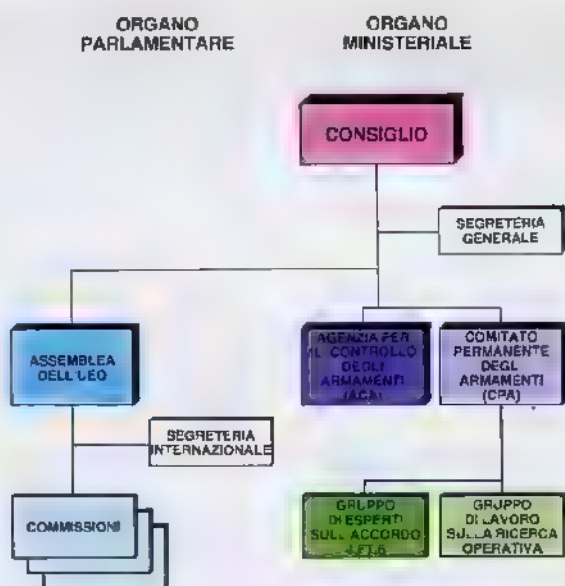 ORGANO
PARLAMENTARE
ORGANO
MINISTERIALE
CONSIGLIO
SEGRETERIA
GENERALE
ASSEMBLEA
DELL'UEO
AGENZIA PER
IL CONTROLLO
DEGLI
ARMAMENTI
(ACA)
COMITATO
PERMANENTE
DEGLI
ARMAMENTI
(CPA)
SEGRETERIA
INTERNAZIONALE
COMMISSIONI
GRUPPO
DI ESPERTI
SULL'ACCORDO
GRUPPO
DI LAVORO
SULLA RICERCA
OPERATIVA